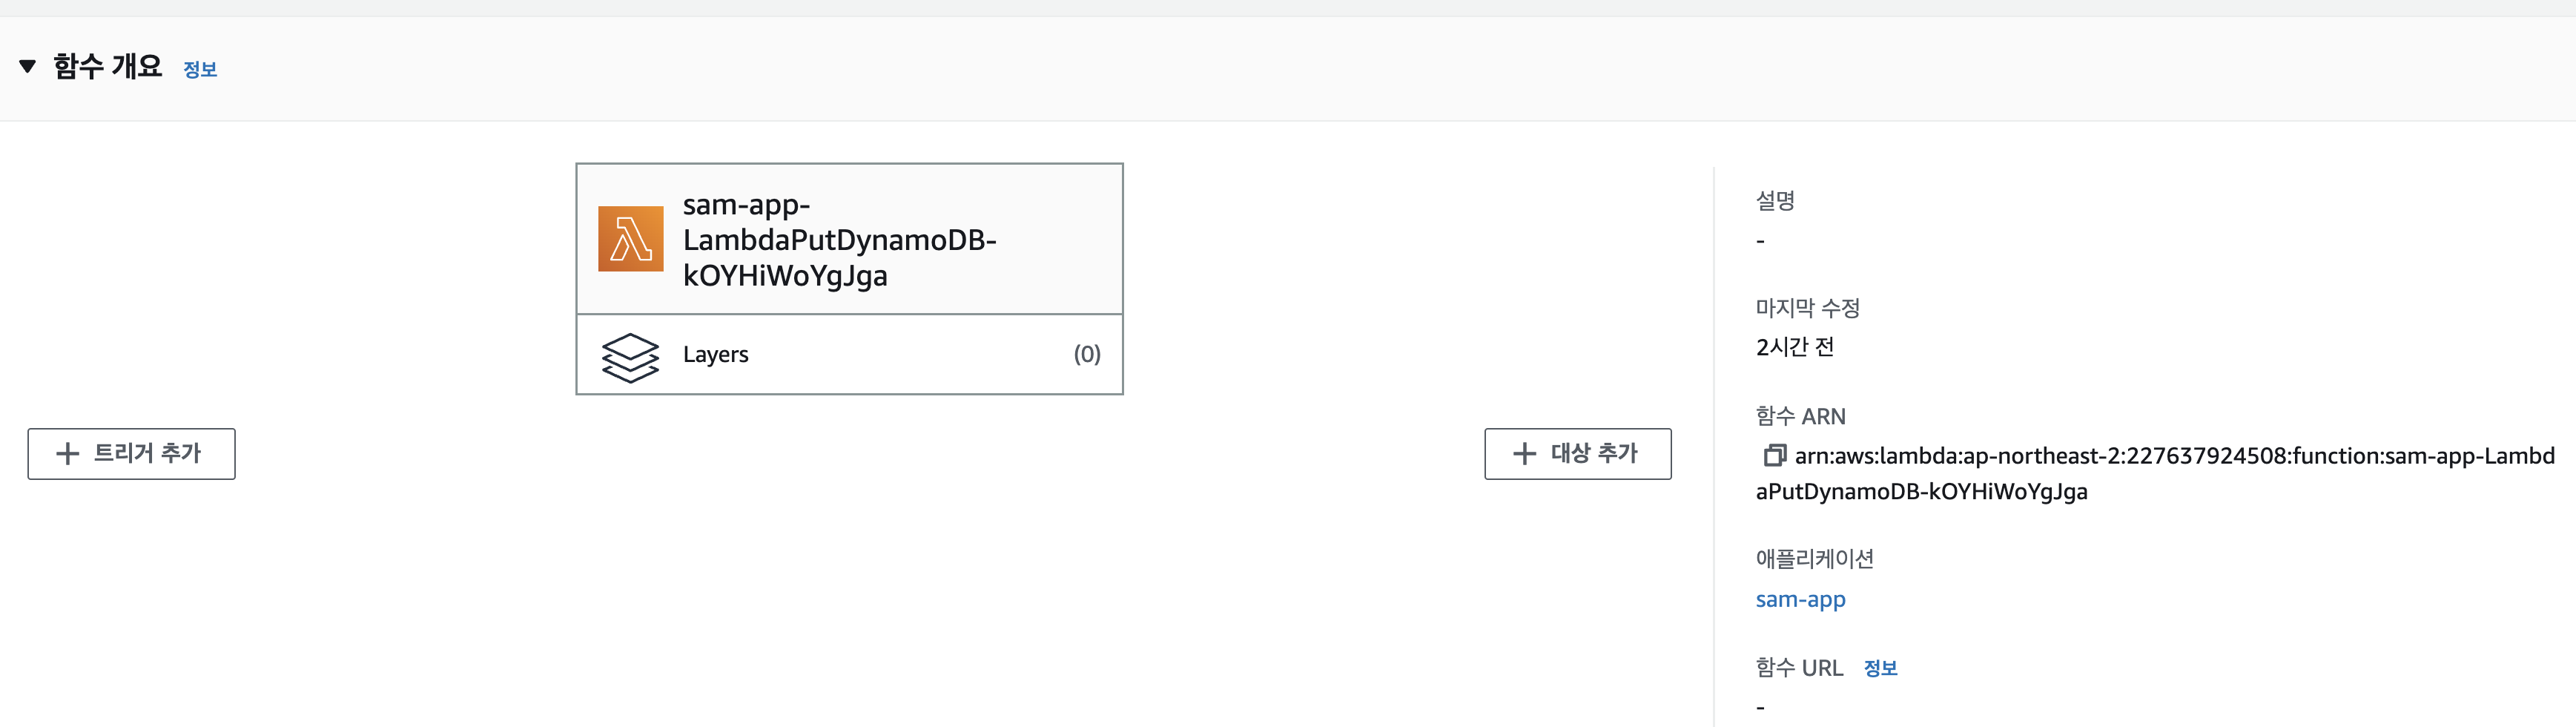 함수 개요 정보
sam-app-
LambdaPutDynamoDB-
kOYHiWoYgJga
Layers (0)
+ 트리거 추가
+ 대상 추가
설명
-
마지막 수정
2시간 전
함수 ARN
arn:aws:lambda:ap-northeast-2:227637924508:function:sam-app-Lambd
aPutDynamoDB-kOYHiWoYgJga
애플리케이션
sam-app
함수 URL 정보
-